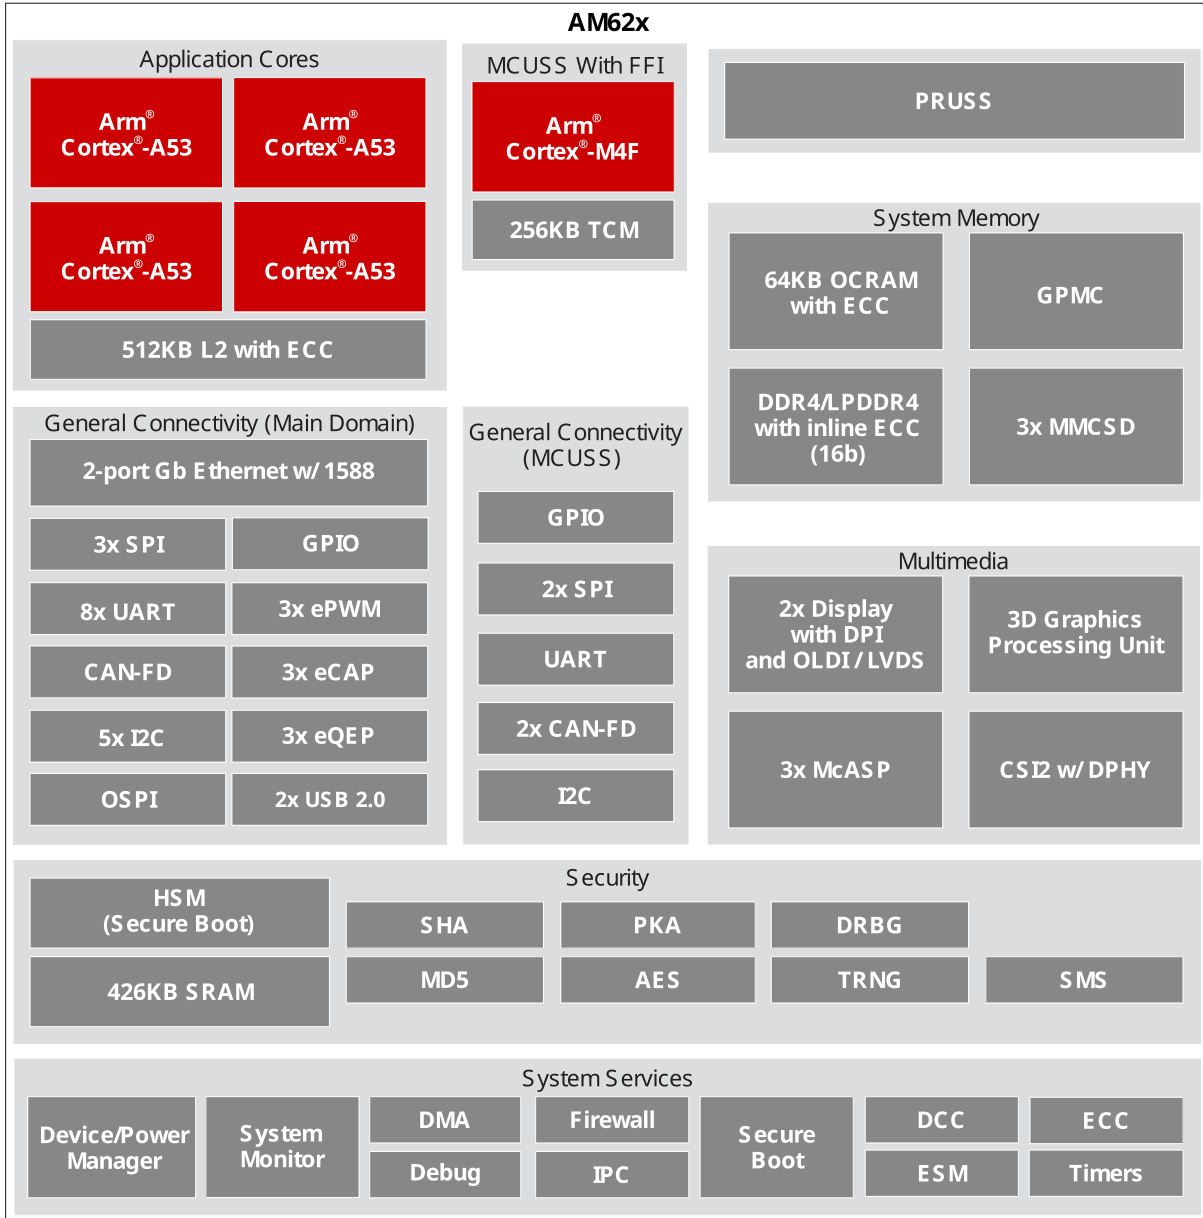 AM62x
Application Cores
Arm®
Cortex®-A53
Arm®
Cortex®-A53
Arm®
Cortex®-A53
Arm®
Cortex®-A53
512KB L2 with ECC
MCUSS With FFI
Arm®
Cortex®-M4F
256KB TCM
PRUSS
System Memory
64KB OCRAM
with ECC
GPMC
DDR4/LPDDR4
with inline ECC
(16b)
3x MMCSD
General Connectivity (Main Domain)
2-port Gb Ethernet w/ 1588
3x SPI
GPIO
8x UART
3x ePWM
CAN-FD
3x eCAP
5x I2C
3x eQEP
OSPI
2x USB 2.0
General Connectivity
(MCUSS)
GPIO
2x SPI
UART
2x CAN-FD
I2C
Multimedia
2x Display
with DPI
and OLDI / LVDS
3D Graphics
Processing Unit
3x McASP
CSI2 w/ DPHY
Security
HSM
(Secure Boot)
426KB SRAM
SHA
PKA
DRBG
MD5
AES
TRNG
SMS
System Services
Device/Power
Manager
System
Monitor
DMA
Debug
Firewall
IPC
Secure
Boot
DCC
ESM
ECC
Timers